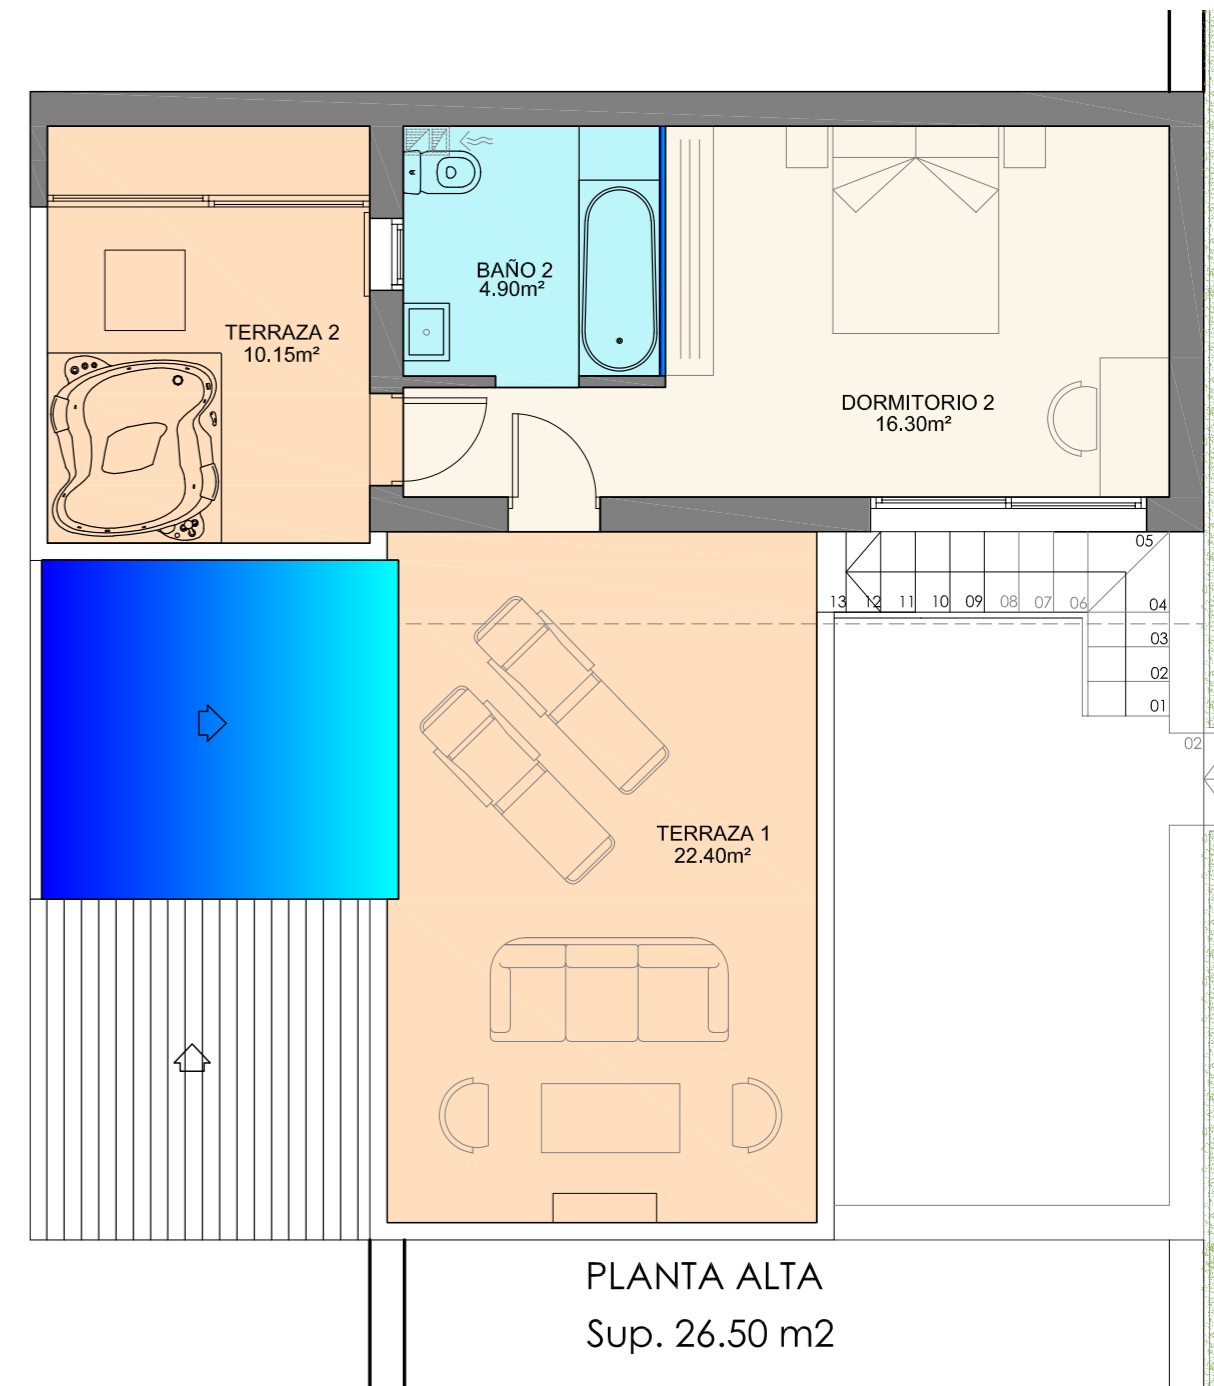 BAÑO 2
4.90m²
TERRAZA 2
10.15m²
DORMITORIO 2
16.30m²
05
13 12 11 10 09 08 07 06 04
03
02
01
02
TERRAZA 1
22.40m²
PLANTA ALTA
Sup. 26.50 m2